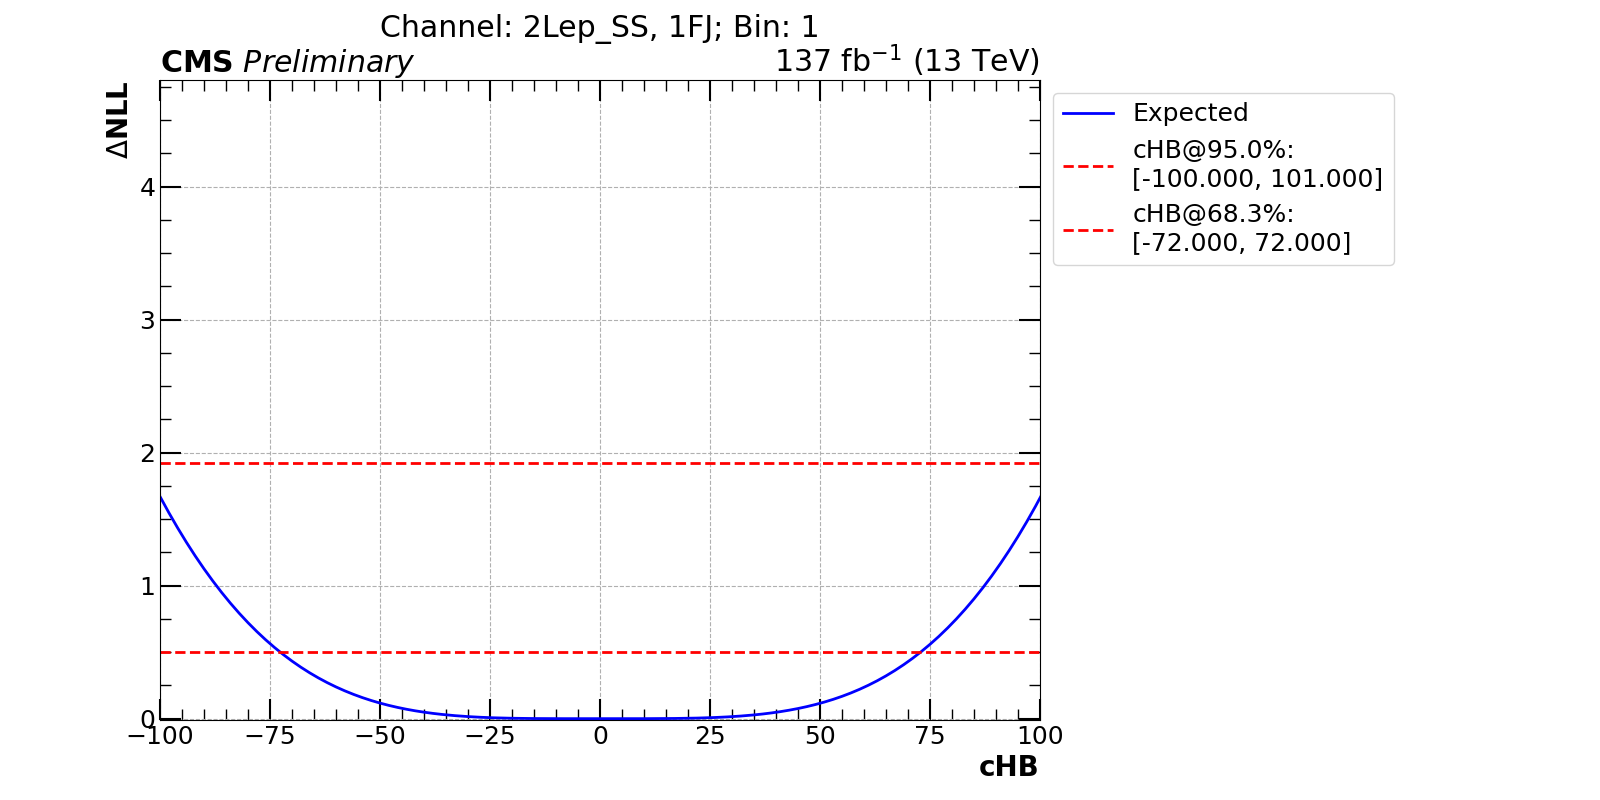 Channel: 2Lep_SS, 1FJ; Bin: 1
CMS Preliminary 137 fb⁻¹ (13 TeV)
ΔNLL
4
3
2
1
0
−100 −75 −50 −25 0 25 50 75 100
cHB
Expected
cHB@95.0%:
[-100.000, 101.000]
cHB@68.3%:
[-72.000, 72.000]